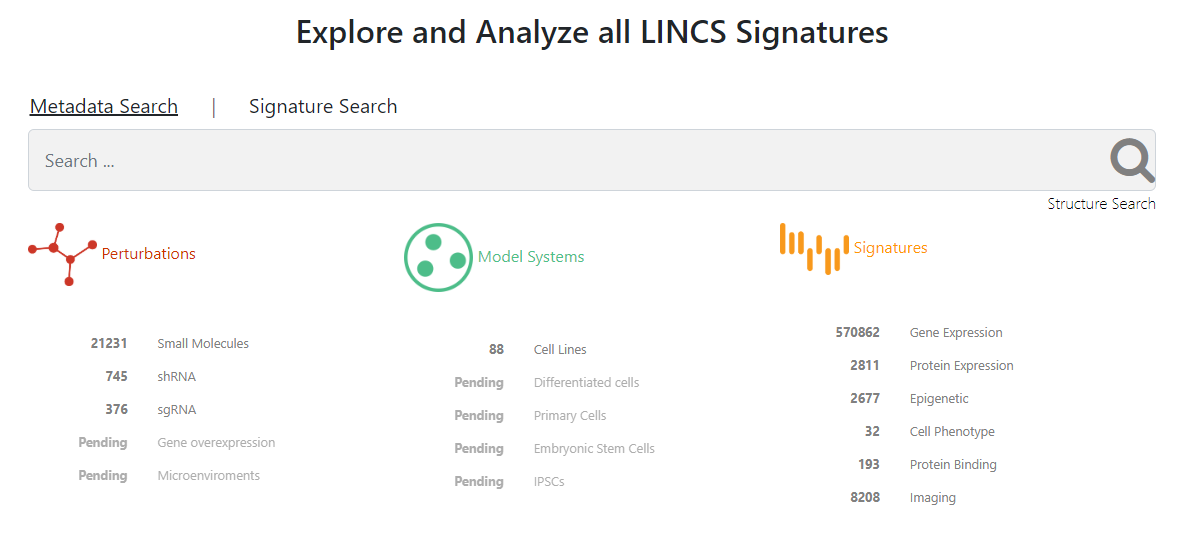 Explore and Analyze all LINCS Signatures
Metadata Search | Signature Search
Search ...
Structure Search
Perturbations
21231 Small Molecules
745 shRNA
376 sgRNA
Pending Gene overexpression
Pending Microenviroments
Model Systems
88 Cell Lines
Pending Differentiated cells
Pending Primary Cells
Pending Embryonic Stem Cells
Pending IPSCs
Signatures
570862 Gene Expression
2811 Protein Expression
2677 Epigenetic
32 Cell Phenotype
193 Protein Binding
8208 Imaging